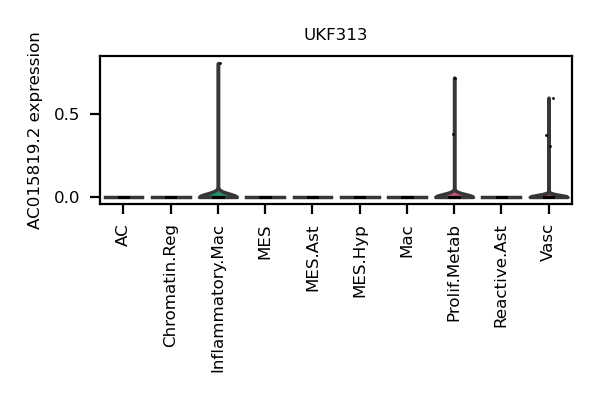 UKF313
AC015819.2 expression
0.5
0.0
AC
Chromatin.Reg
Inflammatory.Mac
MES
MES.Ast
MES.Hyp
Mac
Prolif.Metab
Reactive.Ast
Vasc